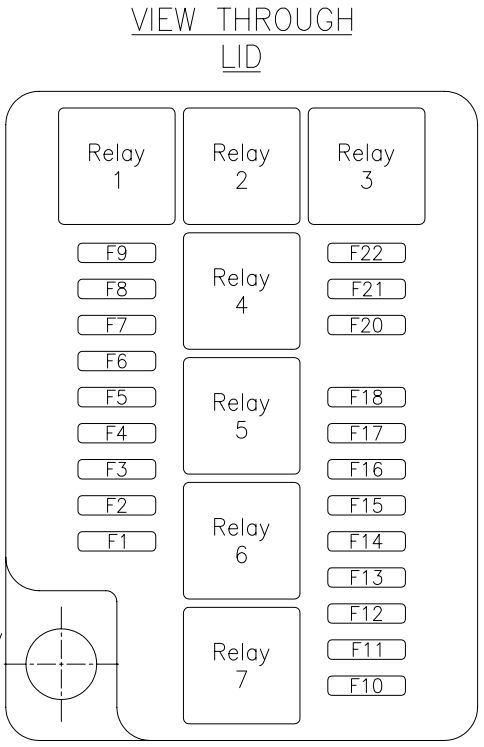 VIEW THROUGH
LID
Relay
1
Relay
2
Relay
3
F9
F8
F7
F6
F5
F4
F3
F2
F1
Relay
4
Relay
5
Relay
6
Relay
7
F22
F21
F20
F18
F17
F16
F15
F14
F13
F12
F11
F10